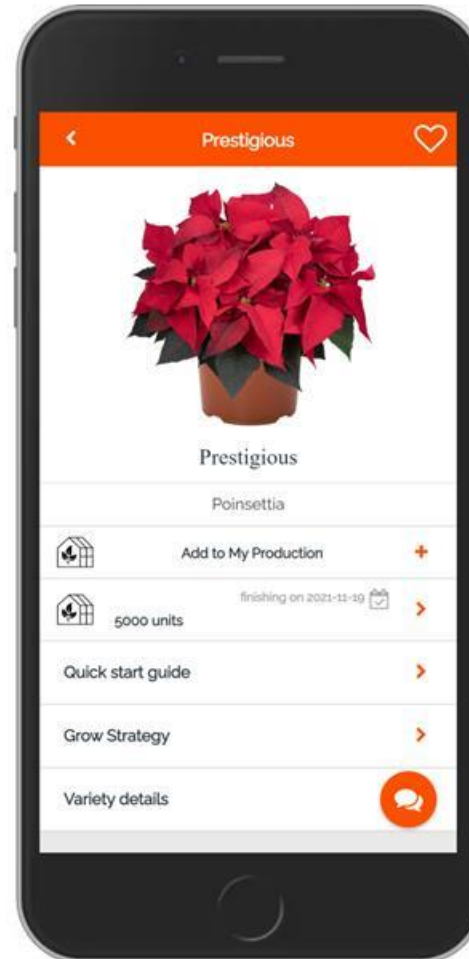 Prestigious
Prestigious
Poinsettia
Add to My Production
finishing on 2021-11-19
5000 units
Quick start guide
Grow Strategy
Variety details